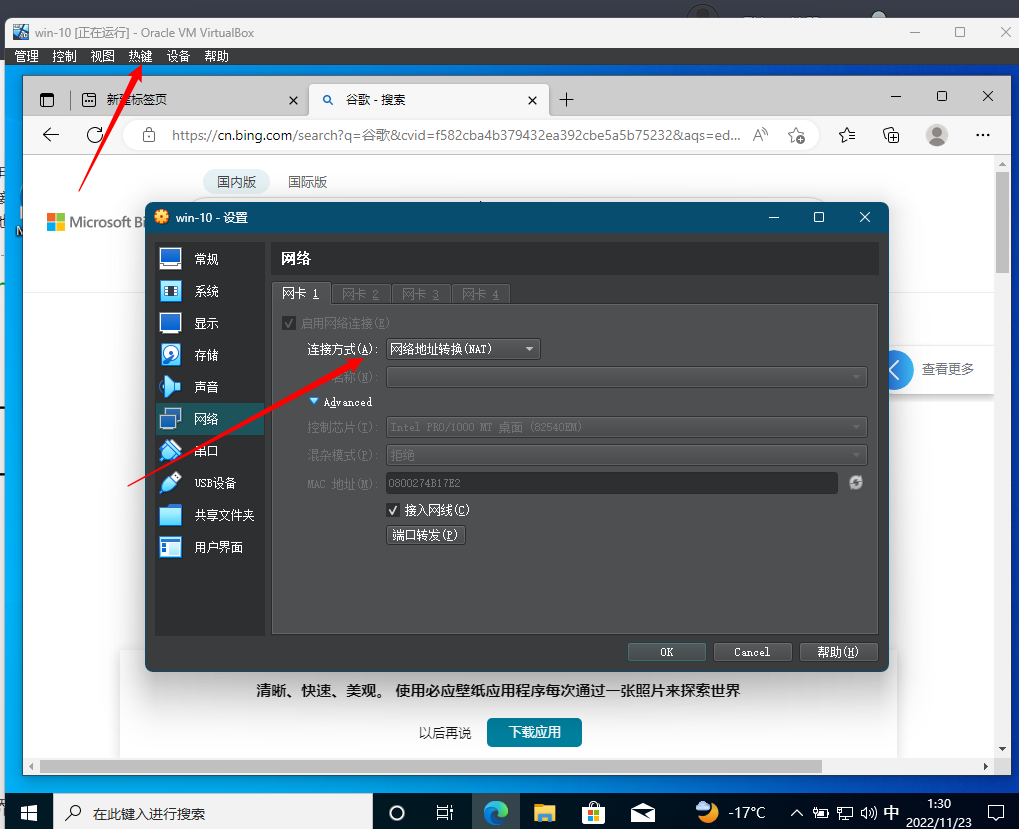 win-10 [正在运行] - Oracle VM VirtualBox
管理 控制 视图 热键 设备 帮助
新建标签页 谷歌 - 搜索
https://cn.bing.com/search?q=谷歌&cvid=f582cba4b379432ea392cbe5a5b75232&aqs=ed...
国内版 国际版
Microsoft Bi
win-10 - 设置
常规
系统
显示
存储
声音
网络
串口
USB设备
共享文件夹
用户界面
网络
网卡 1 网卡 2 网卡 3 网卡 4
启用网络连接(E)
连接方式(A): 网络地址转换(NAT)
名称(N):
Advanced
控制芯片(T): Intel PRO/1000 MT 桌面 (82540EM)
混杂模式(P): 拒绝
MAC 地址(M): 0800274B17E2
接入网线(C)
端口转发(P)
OK Cancel 帮助(H)
查看更多
清晰、快速、美观。 使用必应壁纸应用程序每次通过一张照片来探索世界
以后再说 下载应用
在此键入进行搜索
-17°C
中
1:30
2022/11/23